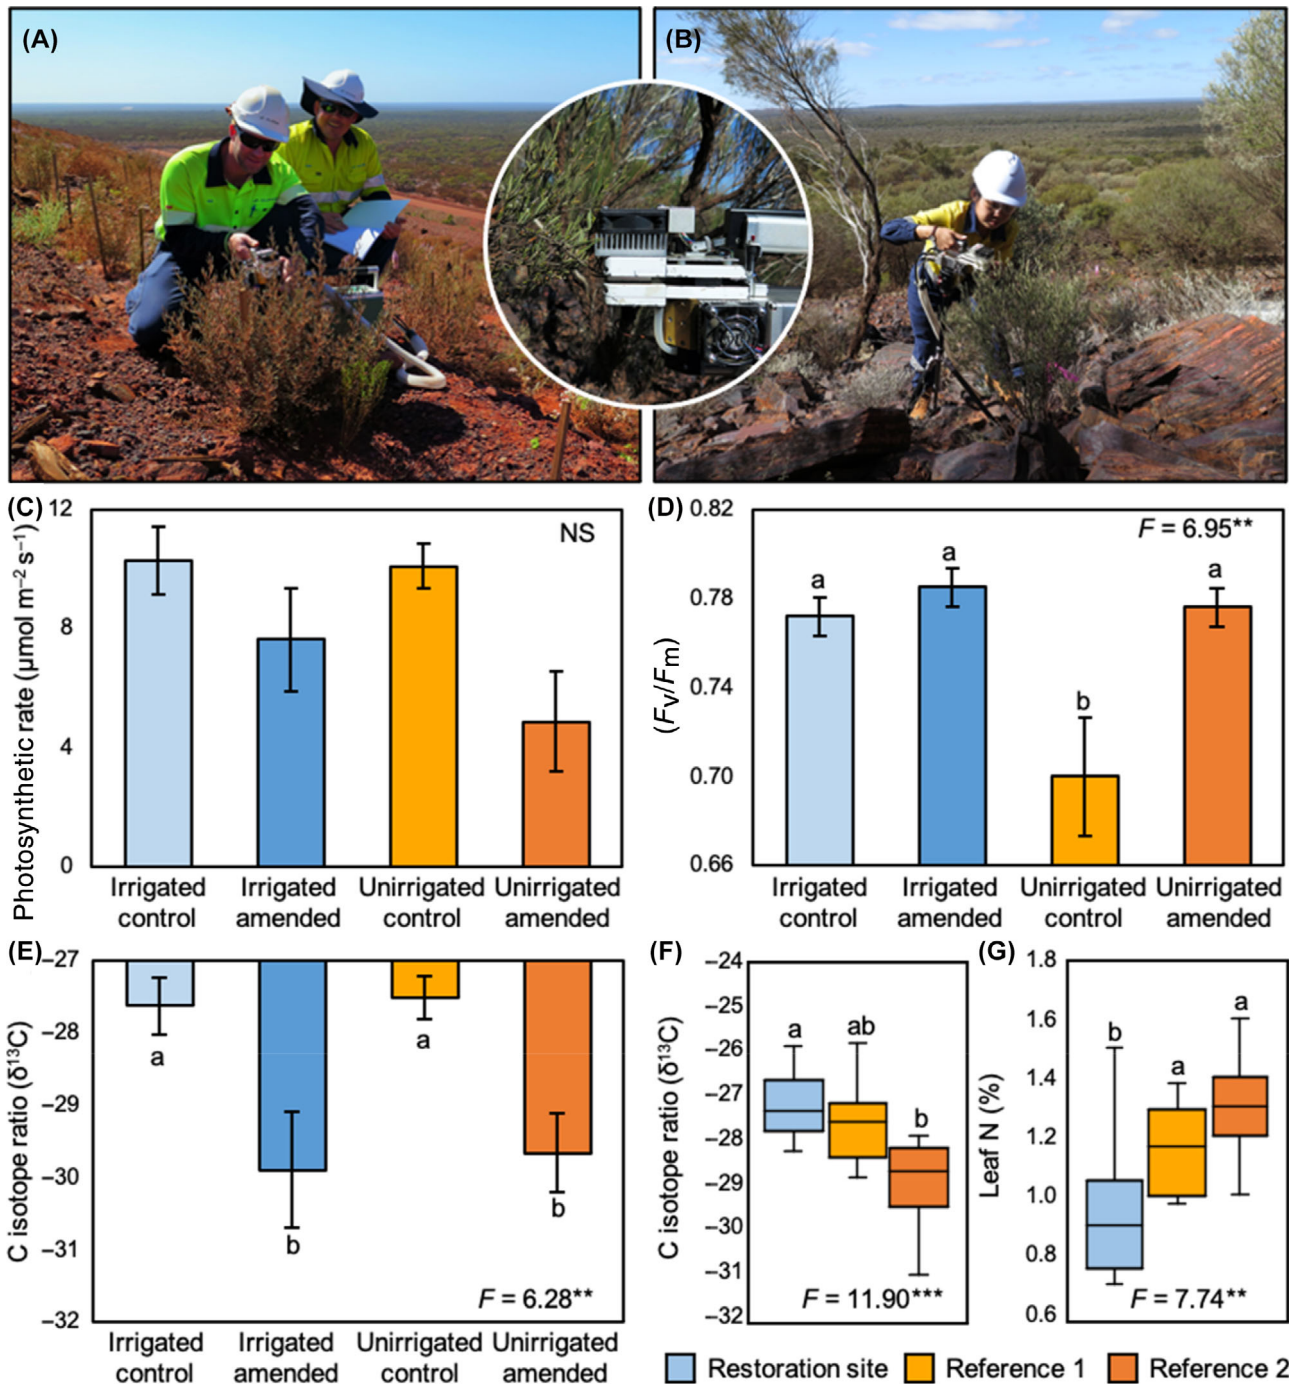 (A)
(B)
(C)
Photosynthetic rate (μmol m⁻² s⁻¹)
12
8
4
0
NS
Irrigated control
Irrigated amended
Unirrigated control
Unirrigated amended
(D)
(Fv/Fm)
0.82
0.78
0.74
0.70
0.66
F = 6.95**
a
a
b
a
Irrigated control
Irrigated amended
Unirrigated control
Unirrigated amended
(E)
C isotope ratio (δ¹³C)
–27
–28
–29
–30
–31
–32
a
b
a
b
F = 6.28**
Irrigated control
Irrigated amended
Unirrigated control
Unirrigated amended
(F)
C isotope ratio (δ¹³C)
–24
–25
–26
–27
–28
–29
–30
–31
–32
a
ab
b
F = 11.90***
(G)
Leaf N (%)
1.8
1.6
1.4
1.2
1.0
0.8
0.6
b
a
a
F = 7.74**
Restoration site
Reference 1
Reference 2